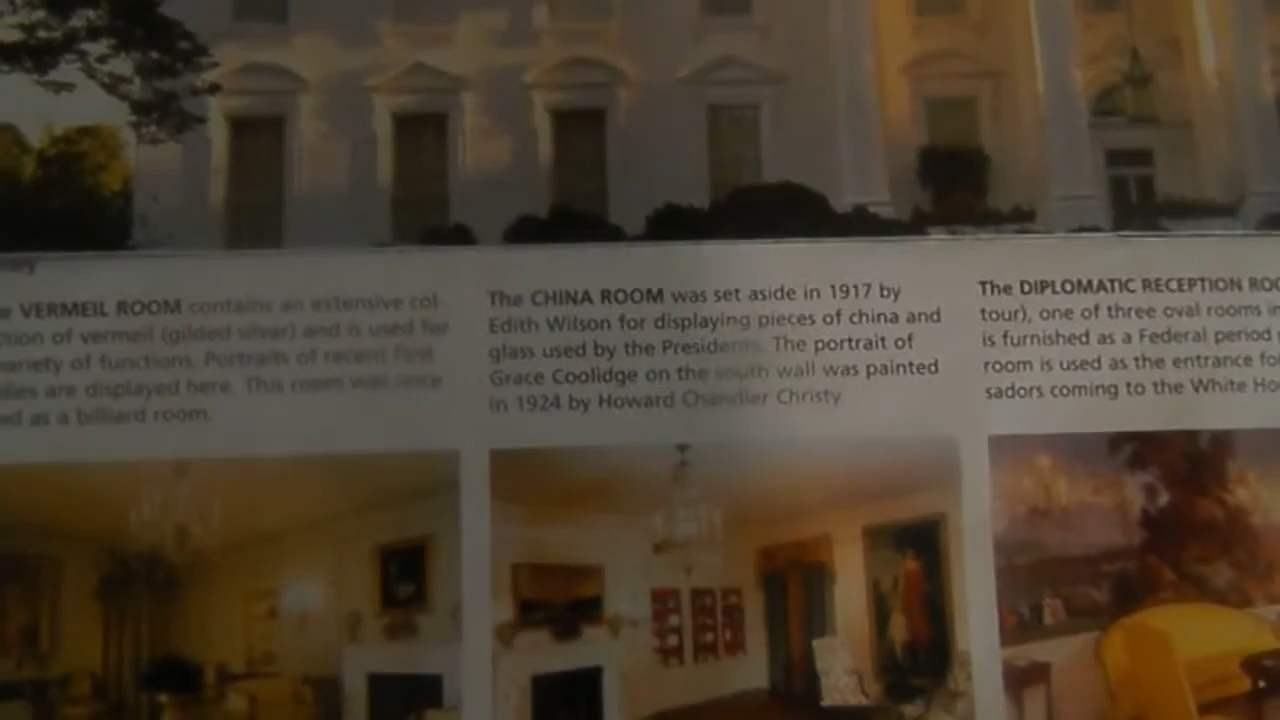 VERMEIL ROOM contains an extensive col-
of vermeil (gilded silver) and is used for
variety of functions. Portraits of recent First
are displayed here. This room was once
as a billiard room.
The CHINA ROOM was set aside in 1917 by
Edith Wilson for displaying pieces of china and
glass used by the Presidents. The portrait of
Grace Coolidge on the south wall was painted
in 1924 by Howard Chandler Christy.
The DIPLOMATIC RECEPTION ROO
tour), one of three oval rooms in
is furnished as a Federal period
room is used as the entrance fo
sadors coming to the White Ho